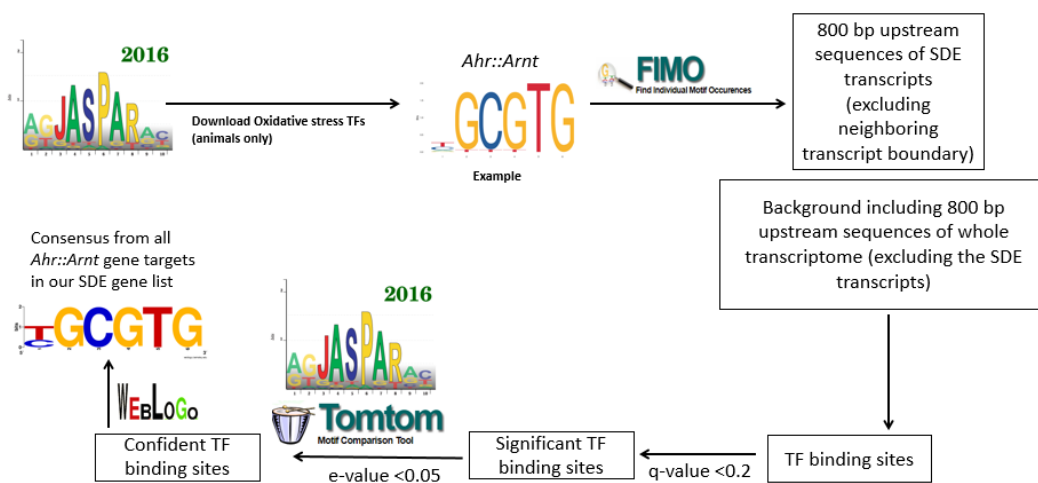 2016
JASPAR
Download Oxidative stress TFs
(animals only)
Ahr::Arnt
GCGTG
Example
FIMO
Find Individual Motif Occurences
800 bp upstream
sequences of SDE
transcripts
(excluding
neighboring
transcript boundary)
Background including 800 bp
upstream sequences of whole
transcriptome (excluding the SDE
transcripts)
TF binding sites
q-value <0.2
Significant TF
binding sites
2016
JASPAR
Tomtom
Motif Comparison Tool
e-value <0.05
Confident TF
binding sites
WEBLOGO
TGCGTG
Consensus from all
Ahr::Arnt gene targets
in our SDE gene list